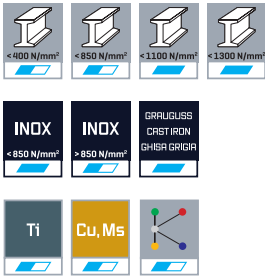 <400 N/mm²
<850 N/mm²
<1100 N/mm²
<1300 N/mm²
INOX
<850 N/mm²
INOX
>850 N/mm²
GRAUGUSS
CAST IRON
GHISA GRIGIA
Ti
Cu, Ms